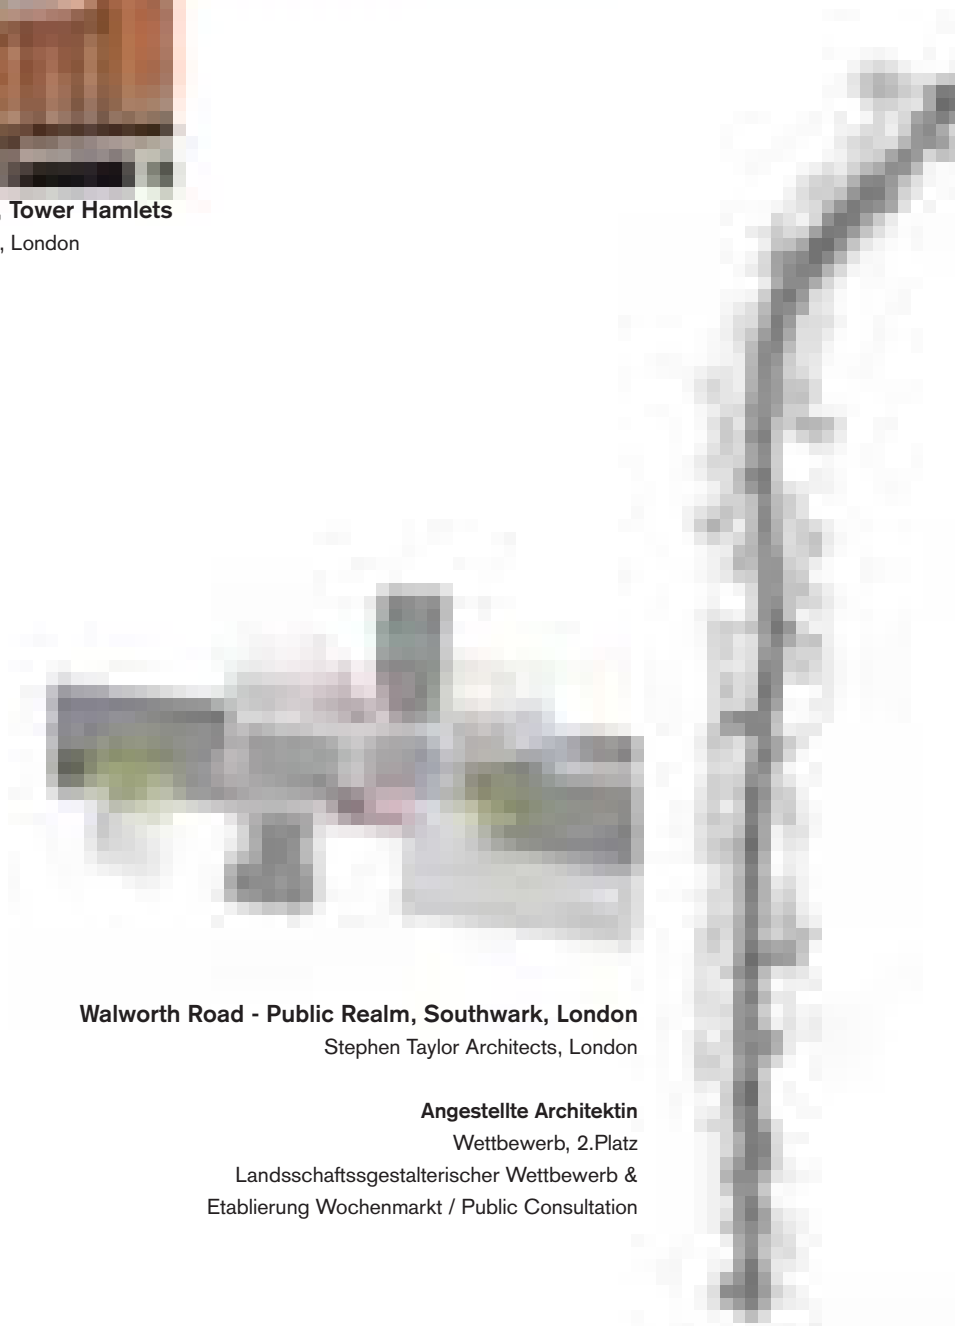 , Tower Hamlets
, London
Walworth Road - Public Realm, Southwark, London
Stephen Taylor Architects, London
Angestellte Architektin
Wettbewerb, 2.Platz
Landsschaftssgestalterischer Wettbewerb &
Etablierung Wochenmarkt / Public Consultation